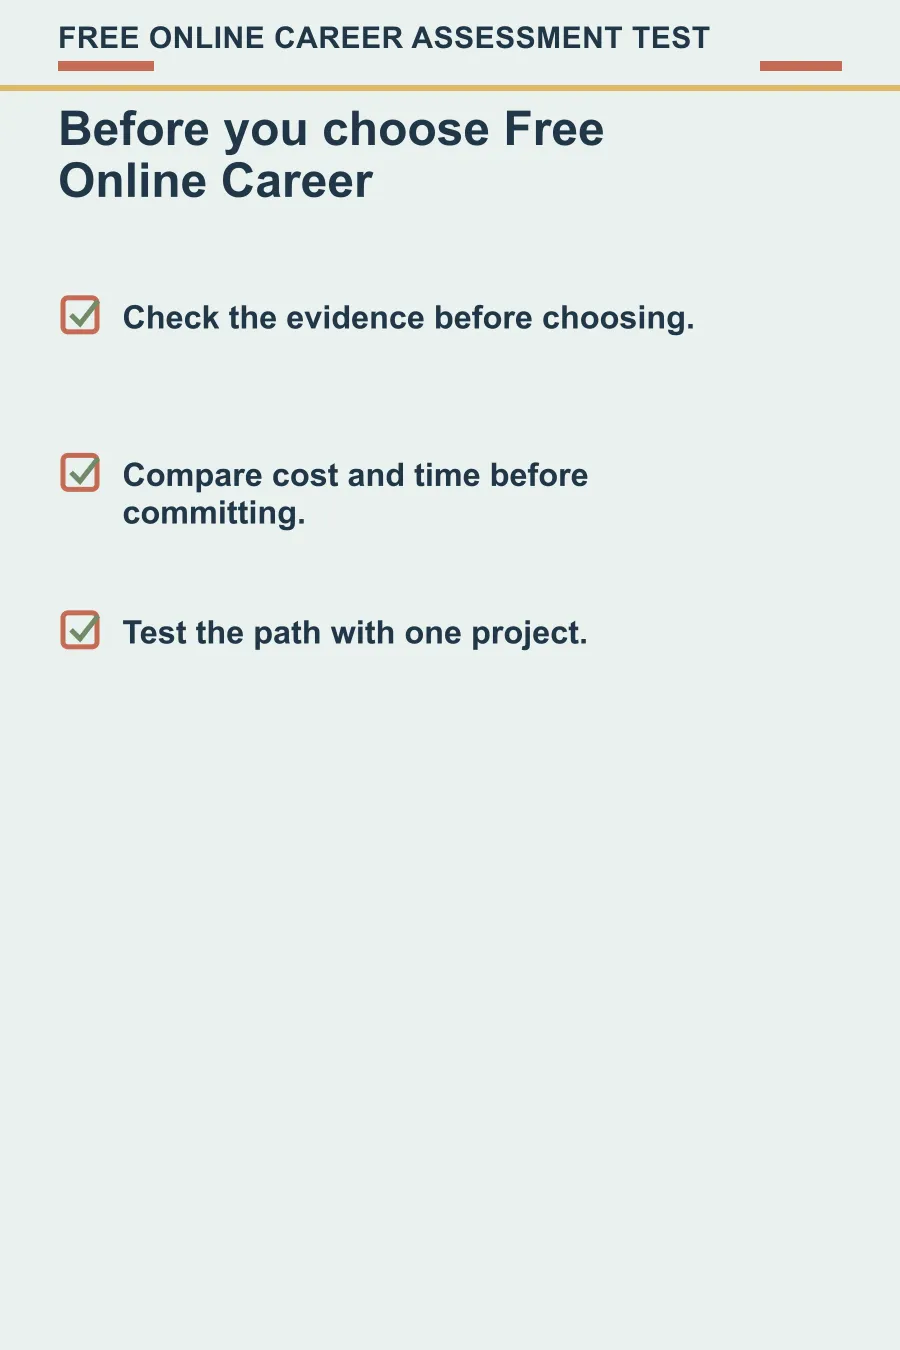 FREE ONLINE CAREER ASSESSMENT TEST
Before you choose Free
Online Career
Check the evidence before choosing.
Compare cost and time before
committing.
Test the path with one project.